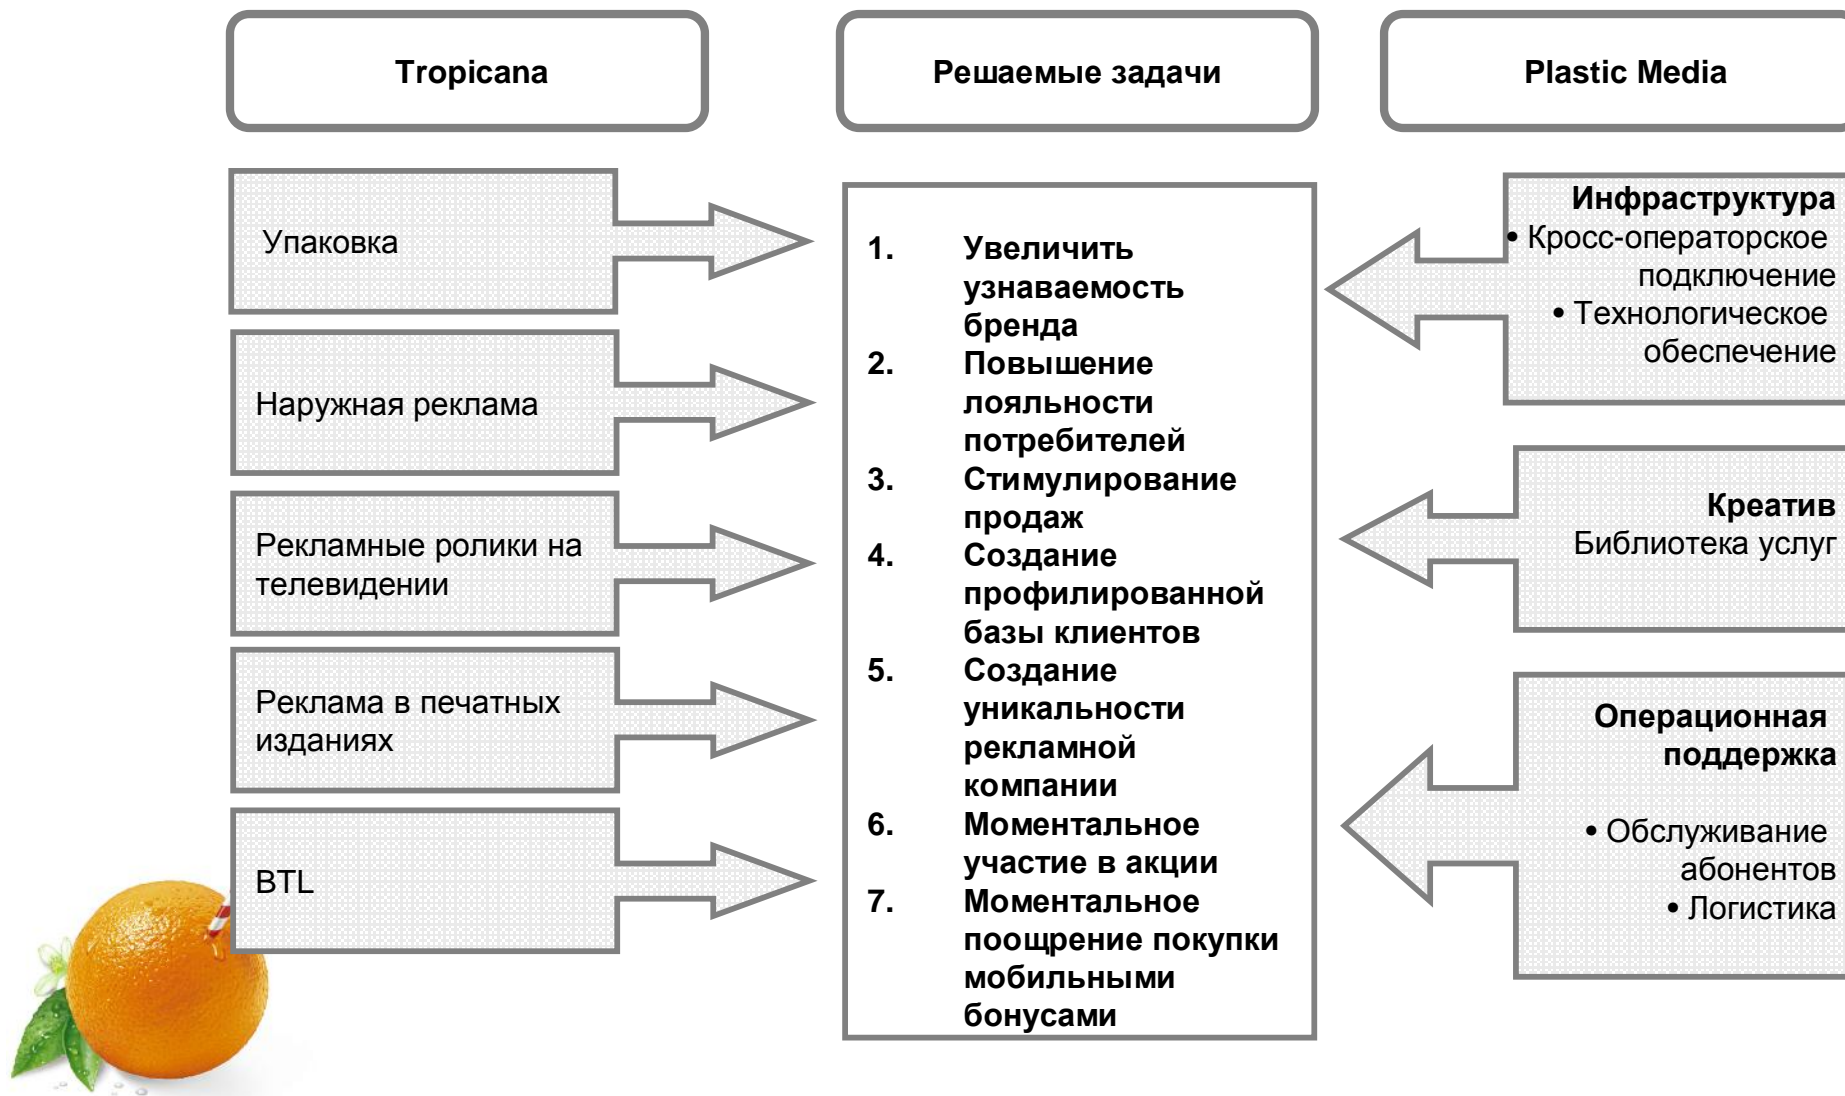 Tropicana
Решаемые задачи
Plastic Media
Упаковка
Наружная реклама
Рекламные ролики на
телевидении
Реклама в печатных
изданиях
BTL
1. Увеличить
узнаваемость
бренда
2. Повышение
лояльности
потребителей
3. Стимулирование
продаж
4. Создание
профилированной
базы клиентов
5. Создание
уникальности
рекламной
компании
6. Моментальное
участие в акции
7. Моментальное
поощрение покупки
мобильными
бонусами
Инфраструктура
• Кросс-операторское
подключение
• Технологическое
обеспечение
Креатив
Библиотека услуг
Операционная
поддержка
• Обслуживание
абонентов
• Логистика